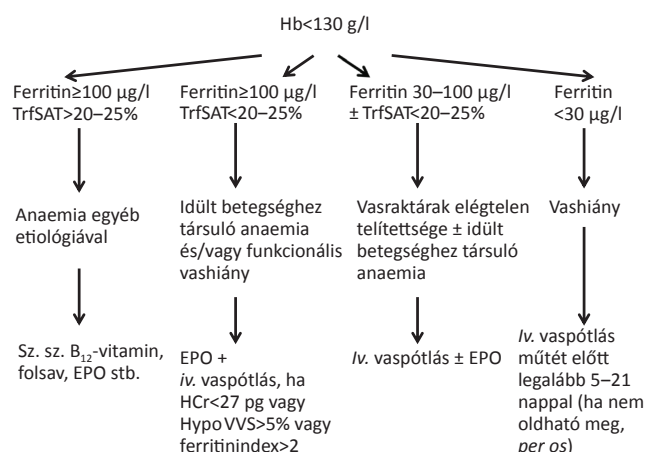 Hb<130 g/l
Ferritin≥100 µg/l
TrfSAT>20–25%
Ferritin≥100 µg/l
TrfSAT<20–25%
Ferritin 30–100 µg/l
± TrfSAT<20–25%
Ferritin
<30 µg/l
Anaemia egyéb
etiológiával
Idült betegséghez
társuló anaemia
és/vagy funkcionális
vashiány
Vasraktárak elégtelen
telítettsége ± idült
betegséghez társuló
anaemia
Vashiány
Sz. sz. B₁₂-vitamin,
folsav, EPO stb.
EPO +
iv. vaspótlás, ha
HCr<27 pg vagy
HypoVVS>5% vagy
ferritinindex>2
Iv. vaspótlás ± EPO
Iv. vaspótlás
műtét előtt
legalább 5–21
nappal (ha nem
oldható meg,
per os)